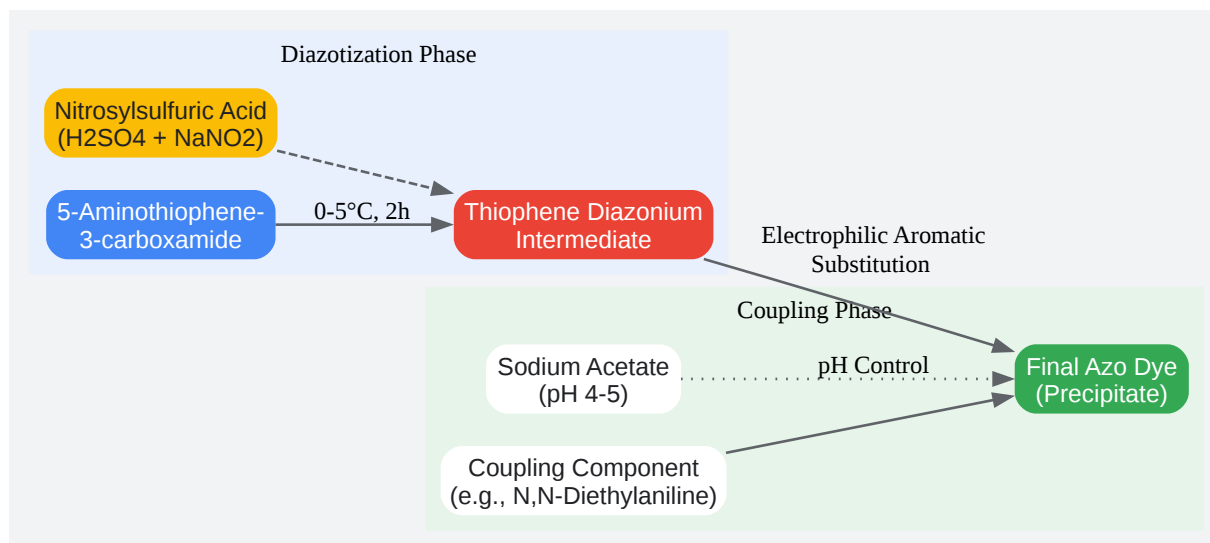 Diazotization Phase
Nitrosylsulfuric Acid
(H2SO4 + NaNO2)
5-Aminothiophene-
3-carboxamide
0-5°C, 2h
Thiophene Diazonium
Intermediate
Electrophilic Aromatic
Substitution
Coupling Phase
Sodium Acetate
(pH 4-5)
pH Control
Final Azo Dye
(Precipitate)
Coupling Component
(e.g., N,N-Diethylaniline)